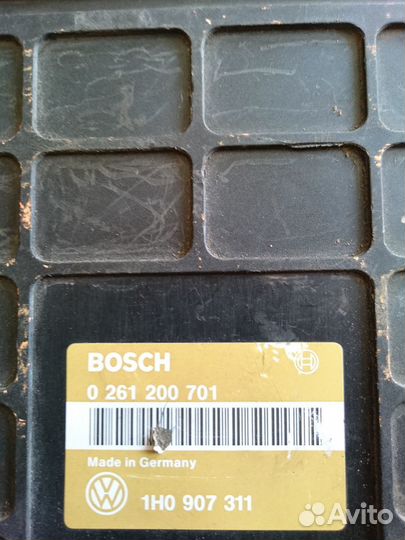 BOSCH
0 261 200 701
Made in Germany
1H0 907 311
Avito